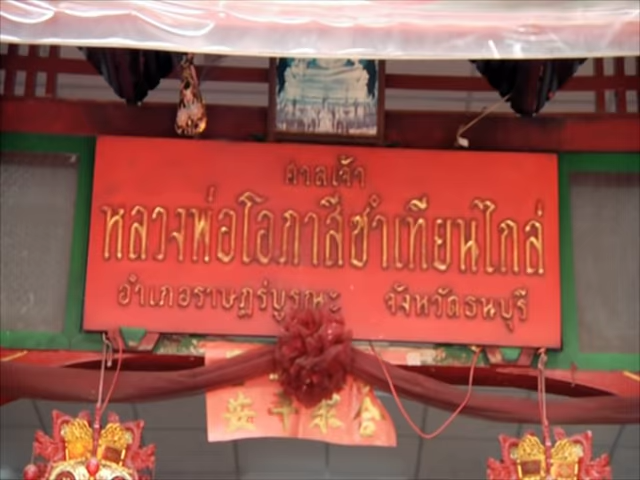 ศาลเจ้า
หลวงพ่อโอภาสีชำเทียนไกล่
อำเภอราษฎร์บูรณะ จังหวัดธนบุรี